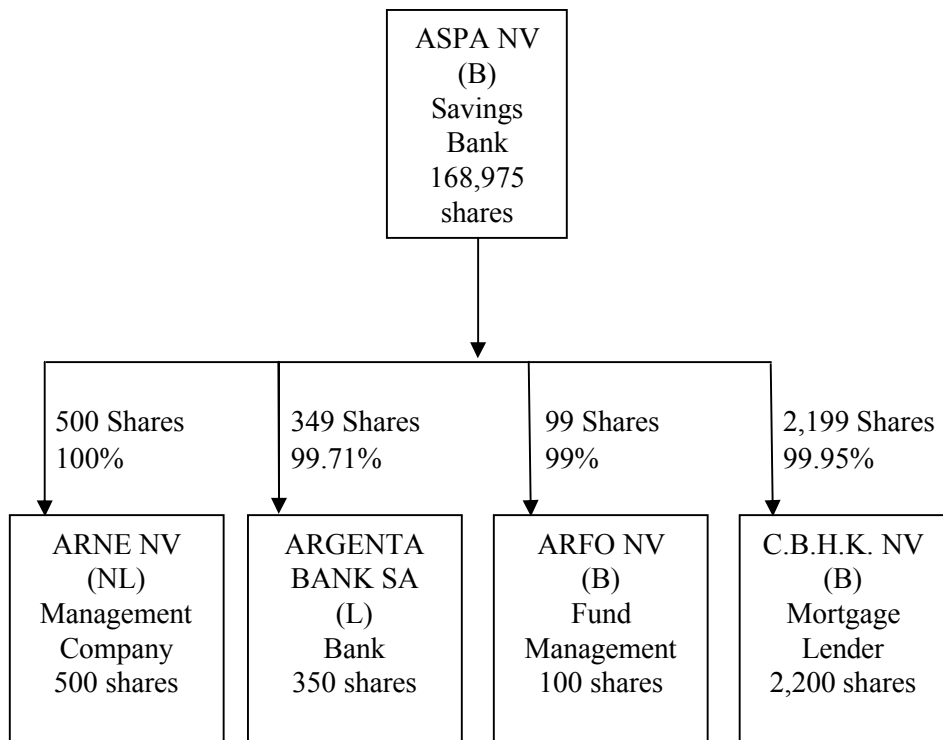 ASPA NV
(B)
Savings
Bank
168,975
shares
500 Shares
100%
349 Shares
99.71%
99 Shares
99%
2,199 Shares
99.95%
ARNE NV
(NL)
Management
Company
500 shares
ARGENTA
BANK SA
(L)
Bank
350 shares
ARFO NV
(B)
Fund
Management
100 shares
C.B.H.K. NV
(B)
Mortgage
Lender
2,200 shares